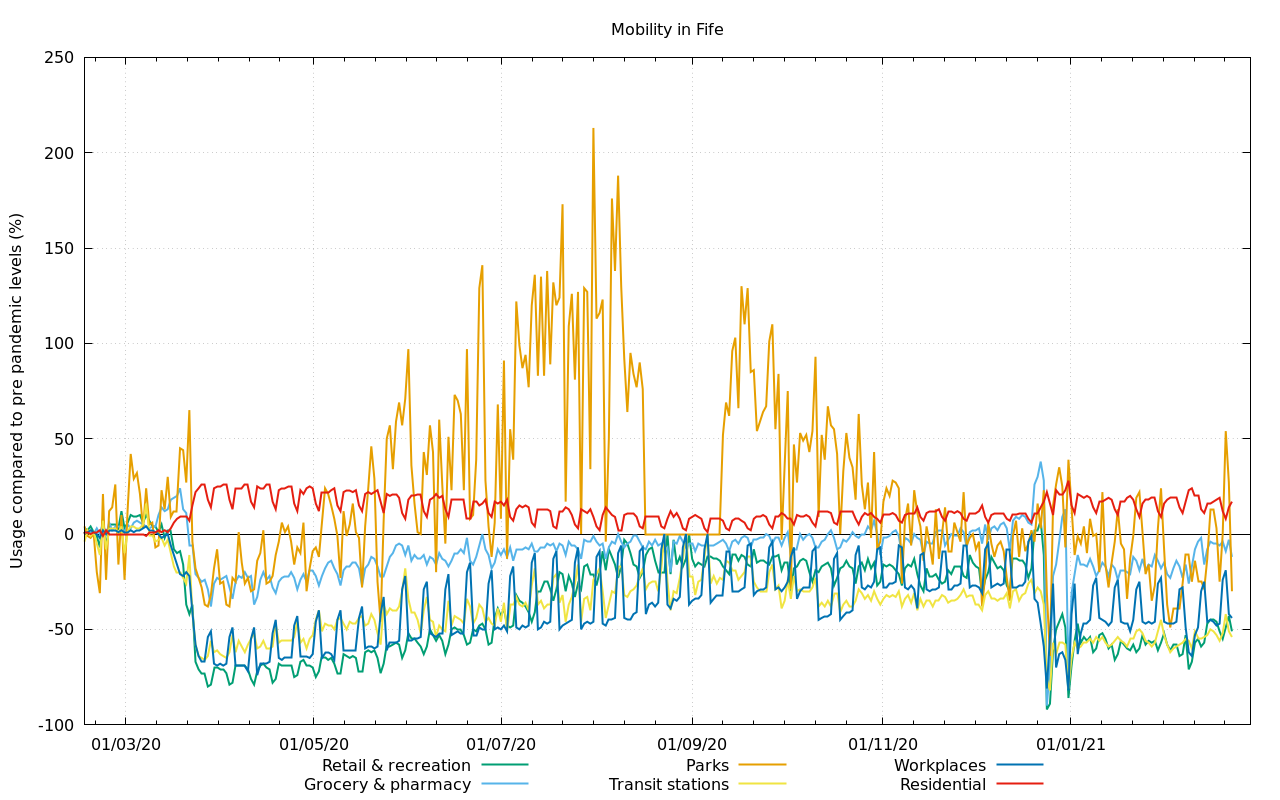 Mobility in Fife
Usage compared to pre pandemic levels (%)
250
200
150
100
50
0
-50
-100
01/03/20 01/05/20 01/07/20 01/09/20 01/11/20 01/01/21
Retail & recreation Parks Workplaces
Grocery & pharmacy Transit stations Residential